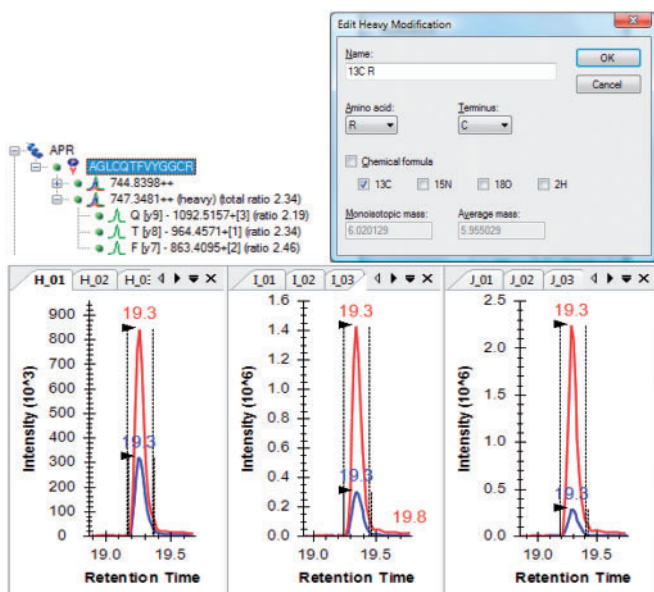 APR
AGLCQTFVYGGCR
744.8398++
747.3481++ (heavy) (total ratio 2.34)
Q [y9] - 1092.5157+[3] (ratio 2.19)
T [y8] - 964.4571+[1] (ratio 2.34)
F [y7] - 863.4095+[2] (ratio 2.46)
Edit Heavy Modification
Name:
13C R
OK
Cancel
Amino acid:
Terminus:
R
C
Chemical formula
13C
15N
18O
2H
Monoisotopic mass:
Average mass:
6.020129
5.955029
H_01
H_02
Intensity (10^3)
900
800
700
600
500
400
300
200
100
0
19.3
19.3
19.0
19.5
Retention Time
I_01
I_02
I_03
Intensity (10^6)
1.6
1.4
1.2
1.0
0.8
0.6
0.4
0.2
0.0
19.3
19.3
19.8
19.0
19.5
Retention Time
J_01
J_02
J_03
Intensity (10^6)
2.5
2.0
1.5
1.0
0.5
0.0
19.3
19.3
19.0
19.5
Retention Time